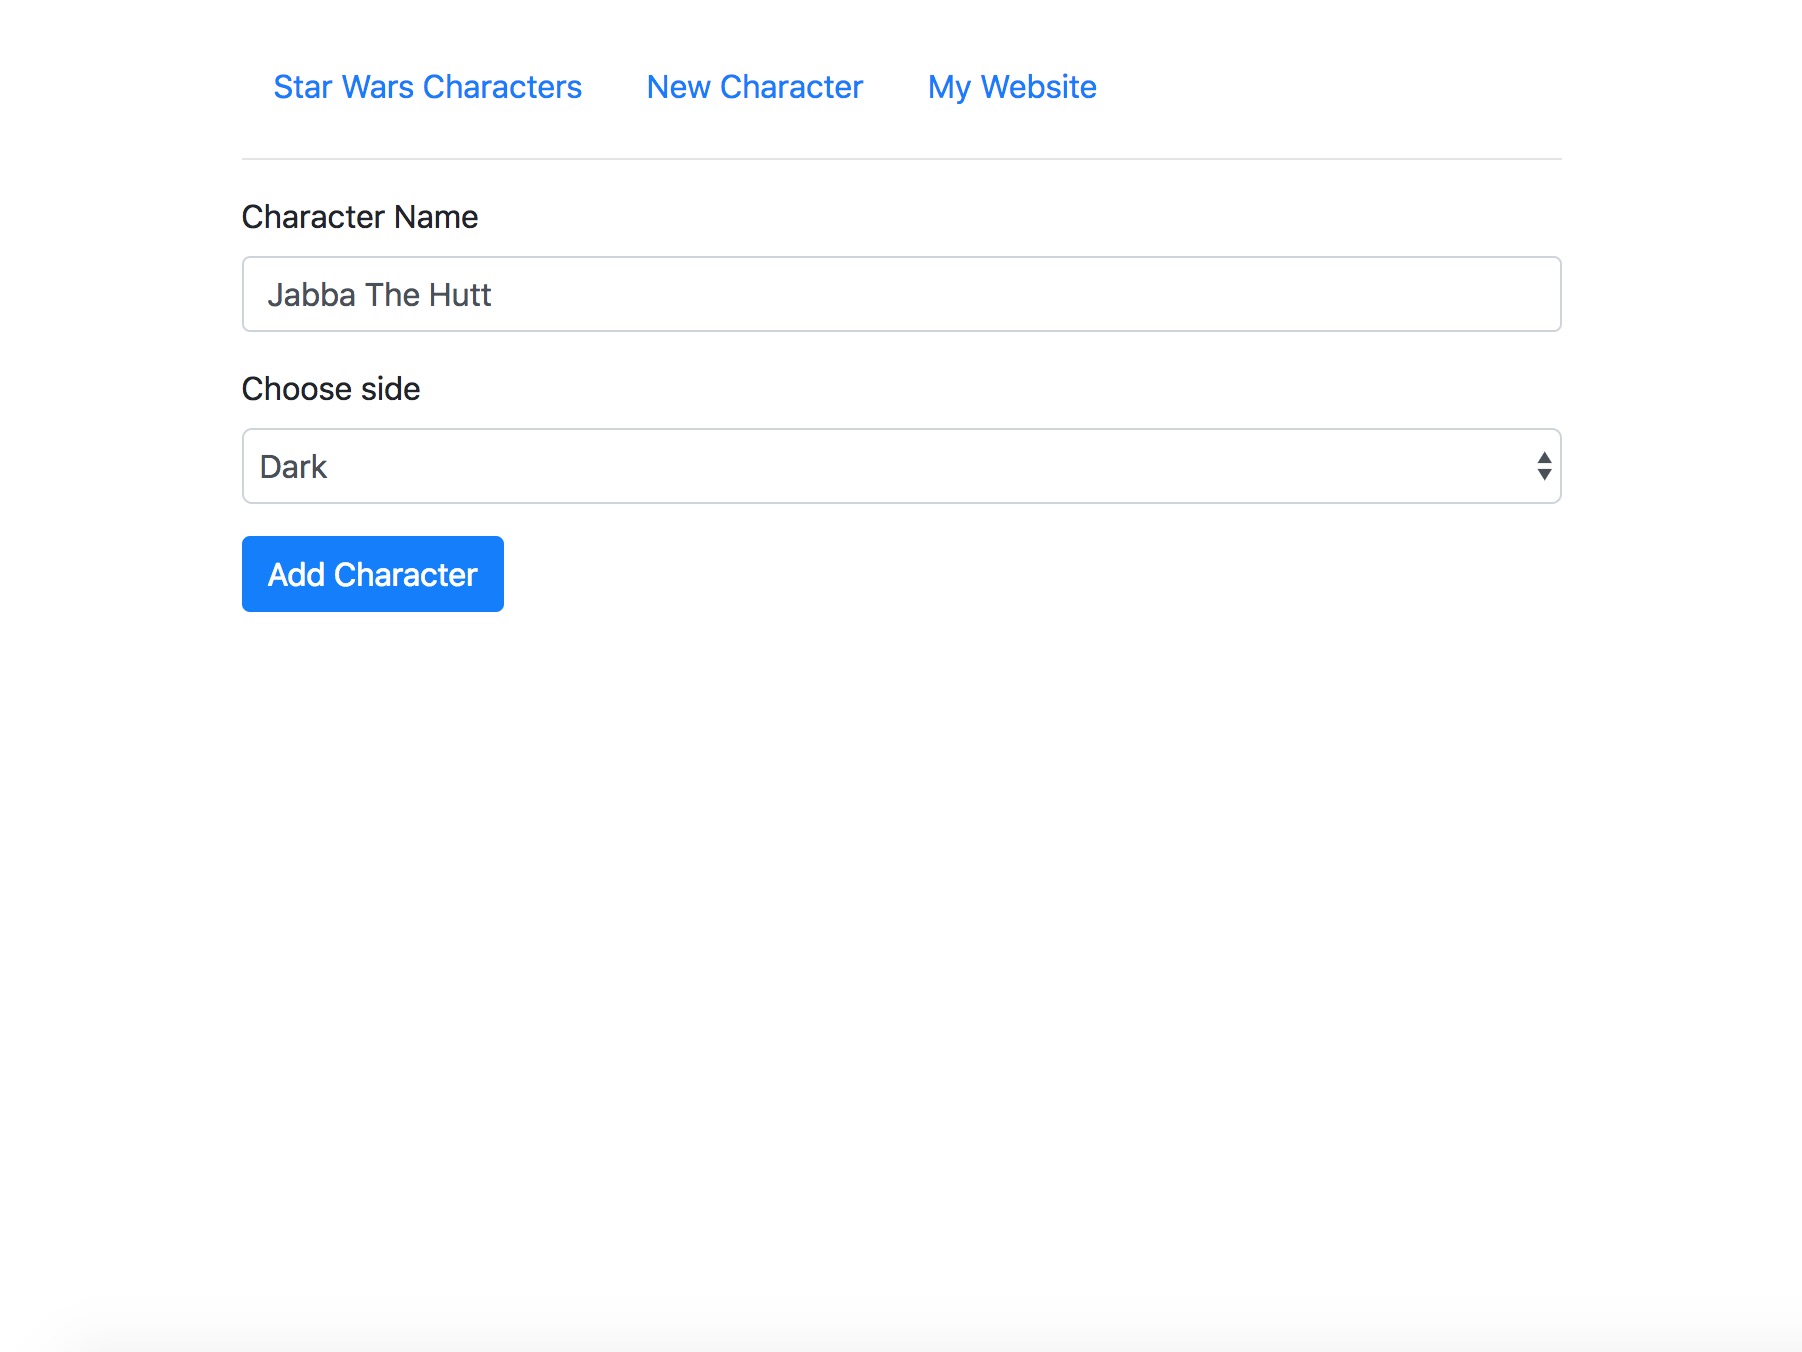 Star Wars Characters New Character My Website
Character Name
Jabba The Hutt
Choose side
Dark
Add Character